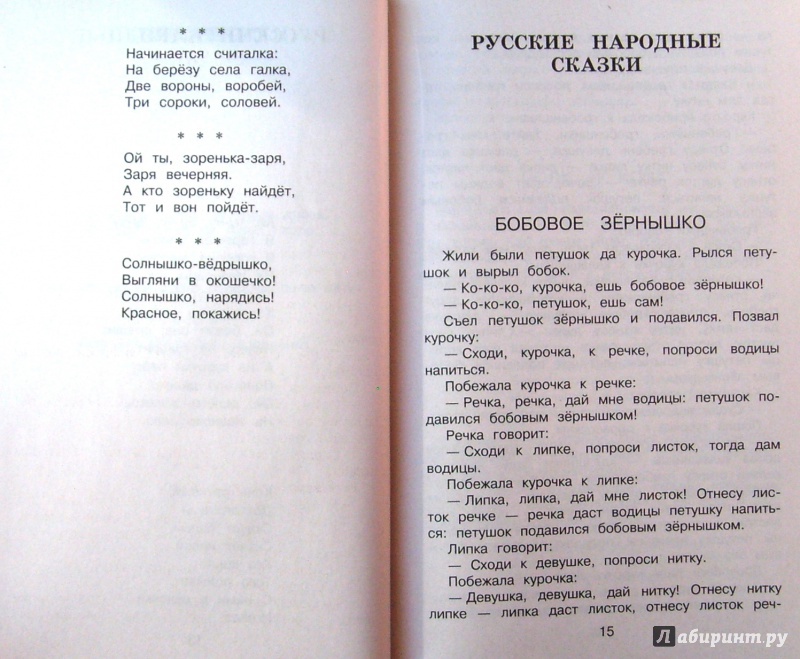 * * *
Начинается считалка:
На берёзу села галка,
Две вороны, воробей,
Три сороки, соловей.
* * *
Ой ты, зоренька-заря,
Заря вечерняя.
А кто зореньку найдёт,
Тот и вон пойдёт.
* * *
Солнышко-вёдрышко,
Выгляни в окошечко!
Солнышко, нарядись!
Красное, покажись!
РУССКИЕ НАРОДНЫЕ
СКАЗКИ
БОБОВОЕ ЗЁРНЫШКО
Жили были петушок да курочка. Рылся пету-
шок и вырыл бобок.
— Ко-ко-ко, курочка, ешь бобовое зёрнышко!
— Ко-ко-ко, петушок, ешь сам!
Съел петушок зёрнышко и подавился. Позвал
курочку:
— Сходи, курочка, к речке, попроси водицы
напиться.
Побежала курочка к речке:
— Речка, речка, дай мне водицы: петушок по-
давился бобовым зёрнышком!
Речка говорит:
— Сходи к липке, попроси листок, тогда дам
водицы.
Побежала курочка к липке:
— Липка, липка, дай мне листок! Отнесу лис-
ток речке — речка даст водицы петушку напить-
ся: петушок подавился бобовым зёрнышком.
Липка говорит:
— Сходи к девушке, попроси нитку.
Побежала курочка:
— Девушка, девушка, дай нитку! Отнесу нитку
липке — липка даст листок, отнесу листок реч-
15
Лабиринт.ру